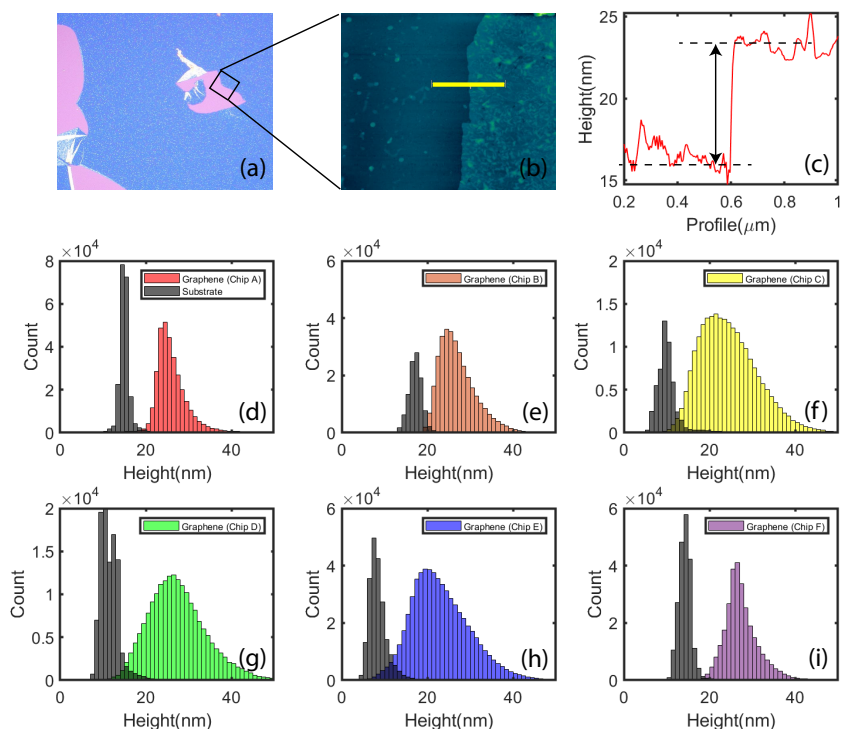 (a)
(b)
25
20
15
Height(nm)
0.2 0.4 0.6 0.8 1
Profile(μm)
(c)
×10⁴
8
6
4
2
0
Count
0 20 40
Height(nm)
Graphene (Chip A)
Substrate
(d)
×10⁴
6
4
2
0
Count
0 20 40
Height(nm)
Graphene (Chip B)
(e)
×10⁴
2
1.5
1
0.5
0
Count
0 20 40
Height(nm)
Graphene (Chip C)
(f)
×10⁴
2
1.5
1
0.5
0
Count
0 20 40
Height(nm)
Graphene (Chip D)
(g)
×10⁴
6
4
2
0
Count
0 20 40
Height(nm)
Graphene (Chip E)
(h)
×10⁴
6
4
2
0
Count
0 20 40
Height(nm)
Graphene (Chip F)
(i)